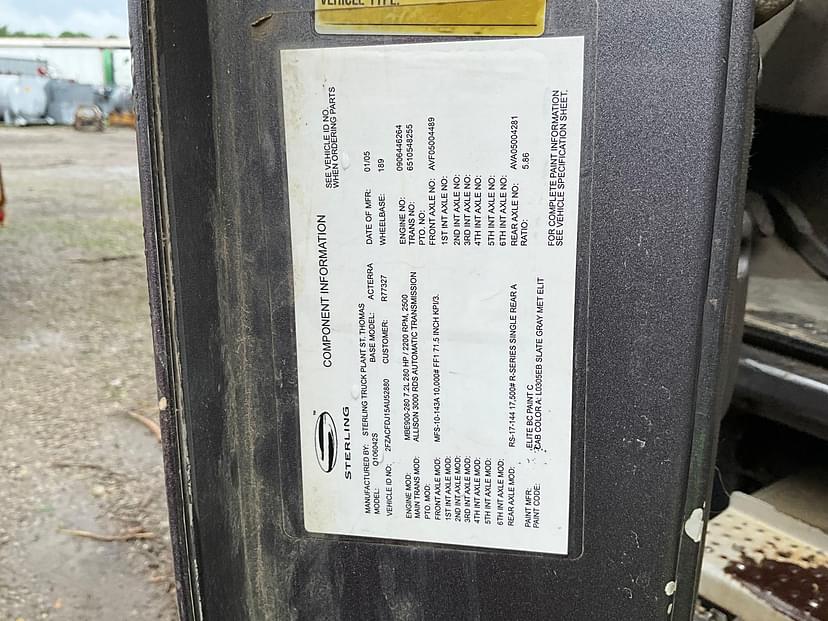 VEHICLE TYPE:
COMPONENT INFORMATION
SEE VEHICLE ID NO.
WHEN ORDERING PARTS
™
STERLING
MANUFACTURED BY: STERLING TRUCK PLANT ST. THOMAS DATE OF MFR: 01/05
MODEL: Q106042S BASE MODEL: ACTERRA WHEELBASE: 189
VEHICLE ID NO: 2FZACFDJ15AU52880 CUSTOMER: R77327
ENGINE MOD: MBE900-280 7.2L 280 HP / 2200 RPM, 2500 ENGINE NO: 0906446264
MAIN TRANS MOD: ALLISON 3000 RDS AUTOMATIC TRANSMISSION TRANS NO: 6510548255
PTO. MOD: PTO. NO:
FRONT AXLE MOD: MFS-10-143A 10,000# FF1 71.5 INCH KPI/3. FRONT AXLE NO: AVF05004489
1ST INT AXLE MOD: 1ST INT AXLE NO:
2ND INT AXLE MOD: 2ND INT AXLE NO:
3RD INT AXLE MOD: 3RD INT AXLE NO:
4TH INT AXLE MOD: 4TH INT AXLE NO:
5TH INT AXLE MOD: 5TH INT AXLE NO:
6TH INT AXLE MOD: 6TH INT AXLE NO:
REAR AXLE MOD: RS-17-144 17,500# R-SERIES SINGLE REAR A REAR AXLE NO: AVA05004281
RATIO: 5.86
PAINT MFR: ELITE BC PAINT C
PAINT CODE: CAB COLOR A: L0305EB SLATE GRAY MET ELIT
FOR COMPLETE PAINT INFORMATION
SEE VEHICLE SPECIFICATION SHEET.